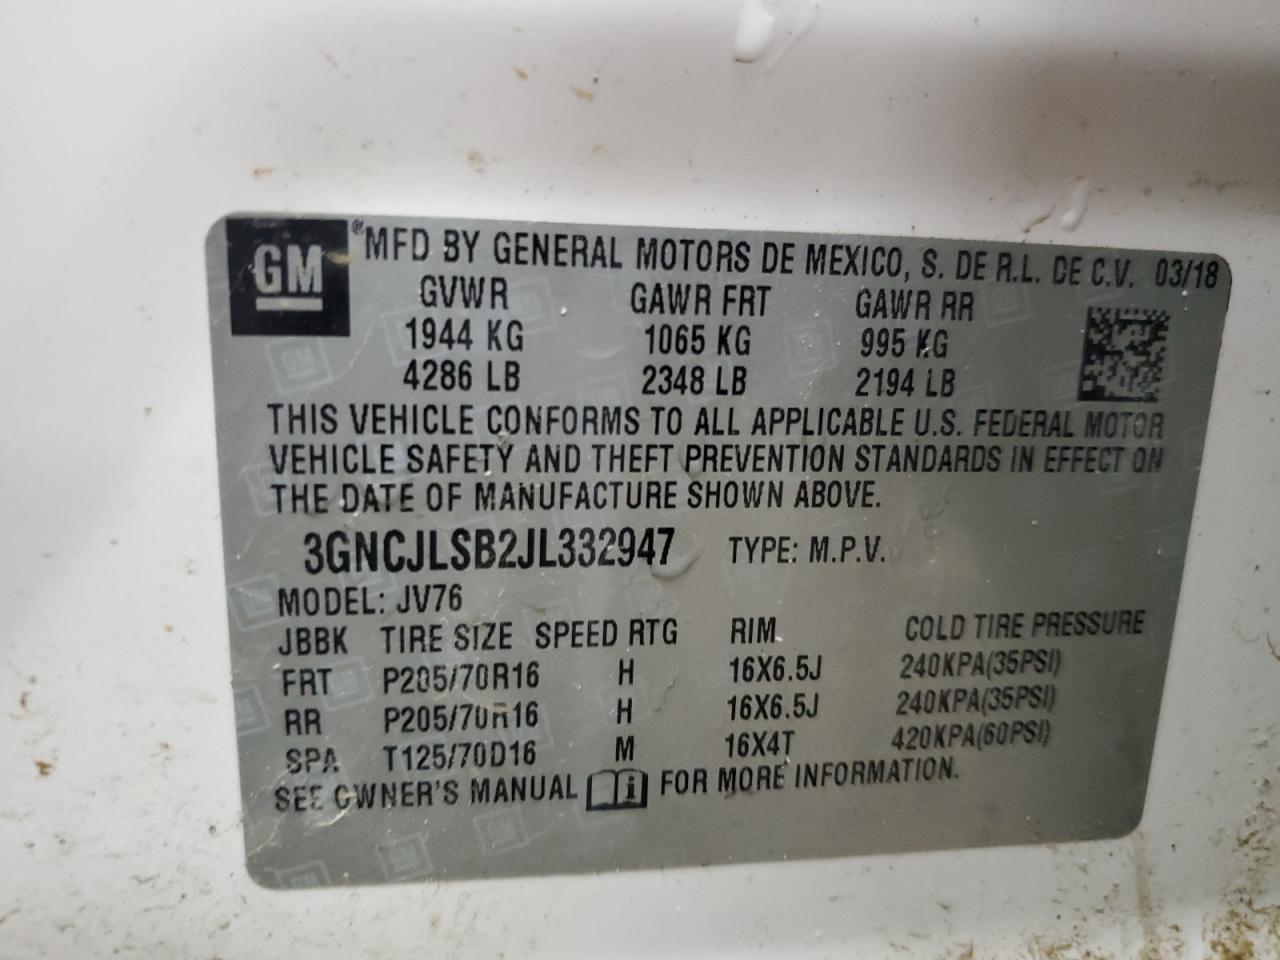 GM ® MFD BY GENERAL MOTORS DE MEXICO, S. DE R.L. DE C.V. 03/18
GVWR GAWR FRT GAWR RR
1944 KG 1065 KG 995 KG
4286 LB 2348 LB 2194 LB
THIS VEHICLE CONFORMS TO ALL APPLICABLE U.S. FEDERAL MOTOR
VEHICLE SAFETY AND THEFT PREVENTION STANDARDS IN EFFECT ON
THE DATE OF MANUFACTURE SHOWN ABOVE.
3GNCJLSB2JL332947 TYPE: M.P.V.
MODEL: JV76
JBBK TIRE SIZE SPEED RTG RIM COLD TIRE PRESSURE
FRT P205/70R16 H 16X6.5J 240KPA(35PSI)
RR P205/70R16 H 16X6.5J 240KPA(35PSI)
SPA T125/70D16 M 16X4T 420KPA(60PSI)
SEE OWNER'S MANUAL i FOR MORE INFORMATION.